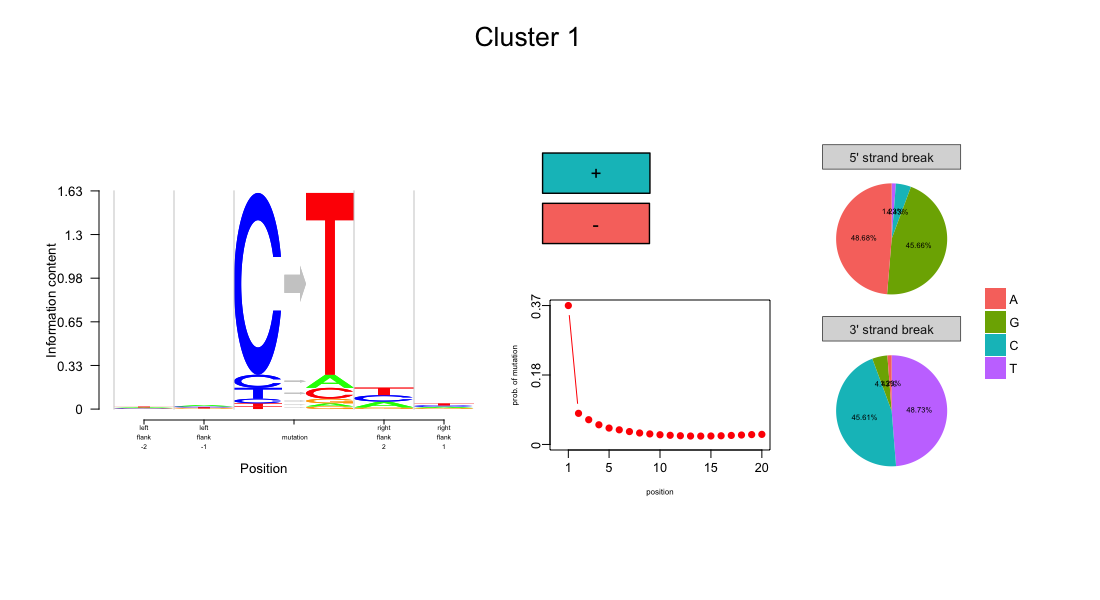 Cluster 1
Information content
1.63
1.3
0.98
0.65
0.33
0
C
T
left
flank
-2
left
flank
-1
mutation
right
flank
2
right
flank
1
Position
+
-
prob. of mutation
0.37
0.18
0
1
5
10
15
20
position
5' strand break
48.68%
45.66%
3' strand break
45.61%
48.73%
A
G
C
T